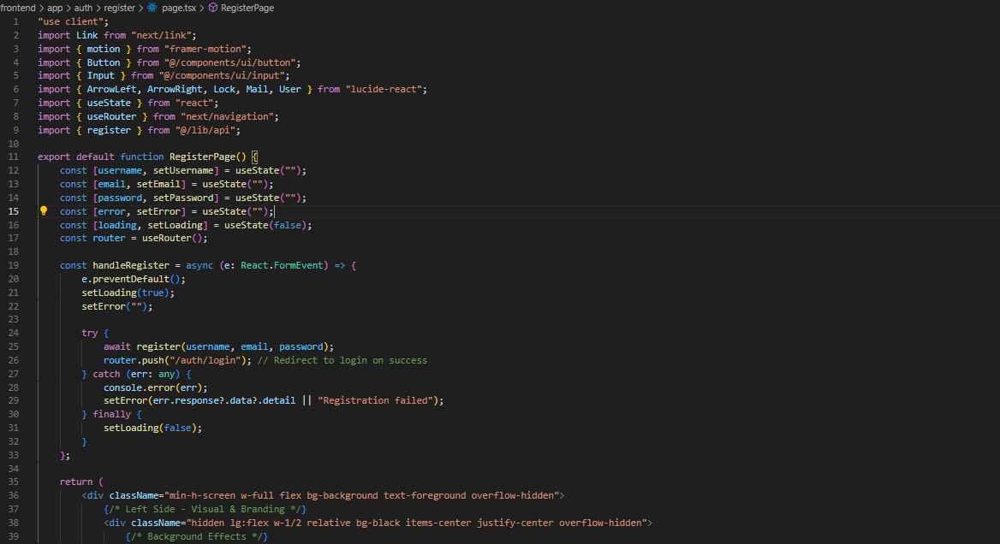 frontend > app > auth > register > page.tsx > RegisterPage
1 "use client";
2 import Link from "next/link";
3 import { motion } from "framer-motion";
4 import { Button } from "@/components/ui/button";
5 import { Input } from "@/components/ui/input";
6 import { ArrowLeft, ArrowRight, Lock, Mail, User } from "lucide-react";
7 import { useState } from "react";
8 import { useRouter } from "next/navigation";
9 import { register } from "@/lib/api";
10
11 export default function RegisterPage() {
12     const [username, setUsername] = useState("");
13     const [email, setEmail] = useState("");
14     const [password, setPassword] = useState("");
15     const [error, setError] = useState("");
16     const [loading, setLoading] = useState(false);
17     const router = useRouter();
18
19     const handleRegister = async (e: React.FormEvent) => {
20         e.preventDefault();
21         setLoading(true);
22         setError("");
23
24         try {
25             await register(username, email, password);
26             router.push("/auth/login"); // Redirect to login on success
27         } catch (err: any) {
28             console.error(err);
29             setError(err.response?.data?.detail || "Registration failed");
30         } finally {
31             setLoading(false);
32         }
33     };
34
35     return (
36         <div className="min-h-screen w-full flex bg-background text-foreground overflow-hidden">
37             {/* Left Side - Visual & Branding */}
38             <div className="hidden lg:flex w-1/2 relative bg-black items-center justify-center overflow-hidden">
39                 {/* Background Effects */}